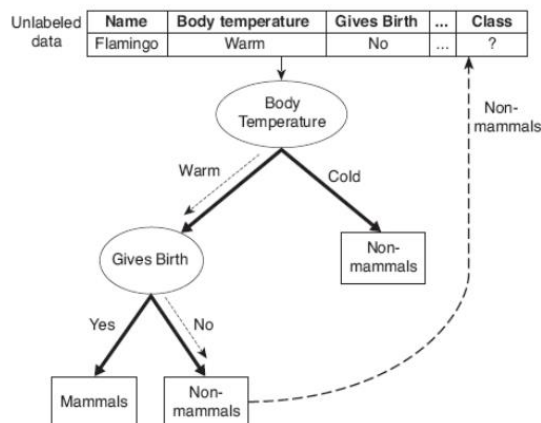 Unlabeled data
Name Body temperature Gives Birth ... Class
Flamingo Warm No ... ?
Body
Temperature
Non-
mammals
Warm
Cold
Gives Birth
Non-
mammals
Yes
No
Mammals
Non-
mammals